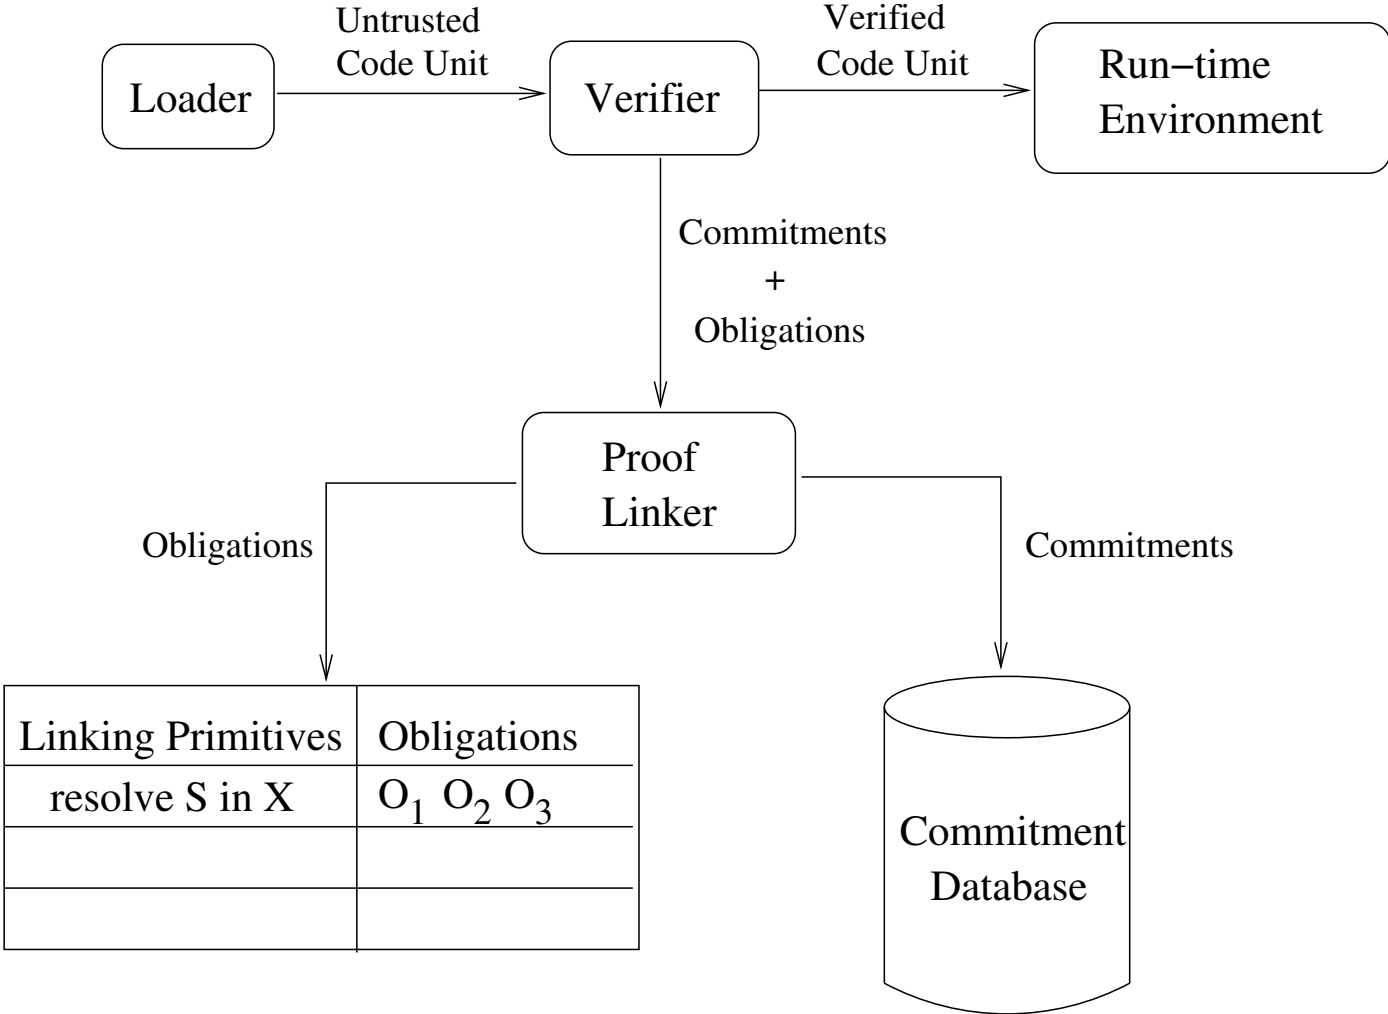 Untrusted
Code Unit
Verified
Code Unit
Loader
Verifier
Run−time
Environment
Commitments
+
Obligations
Proof
Linker
Obligations
Commitments
Linking Primitives Obligations
resolve S in X O1 O2 O3
Commitment
Database